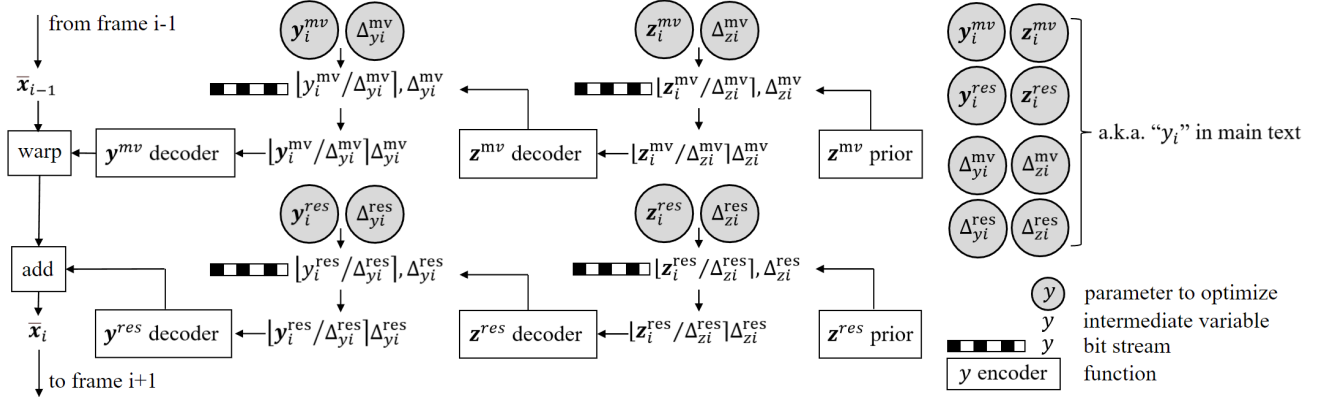 from frame i-1
x̄_{i−1}
warp
add
x̄_i
to frame i+1
y_i^{mv} Δ_{yi}^{mv}
⌊y_i^{mv}/Δ_{yi}^{mv}⌉, Δ_{yi}^{mv}
y^{mv} decoder
⌊y_i^{mv}/Δ_{yi}^{mv}⌉Δ_{yi}^{mv}
z_i^{mv} Δ_{zi}^{mv}
⌊z_i^{mv}/Δ_{zi}^{mv}⌉, Δ_{zi}^{mv}
z^{mv} decoder
⌊z_i^{mv}/Δ_{zi}^{mv}⌉Δ_{zi}^{mv}
z^{mv} prior
y_i^{res} Δ_{yi}^{res}
⌊y_i^{res}/Δ_{yi}^{res}⌉, Δ_{yi}^{res}
y^{res} decoder
⌊y_i^{res}/Δ_{yi}^{res}⌉Δ_{yi}^{res}
z_i^{res} Δ_{zi}^{res}
⌊z_i^{res}/Δ_{zi}^{res}⌉, Δ_{zi}^{res}
z^{res} decoder
⌊z_i^{res}/Δ_{zi}^{res}⌉Δ_{zi}^{res}
z^{res} prior
y_i^{mv} z_i^{mv}
y_i^{res} z_i^{res}
Δ_{yi}^{mv} Δ_{zi}^{mv}
Δ_{yi}^{res} Δ_{zi}^{res}
a.k.a. “y_i” in main text
y parameter to optimize
y intermediate variable
y bit stream
y encoder function